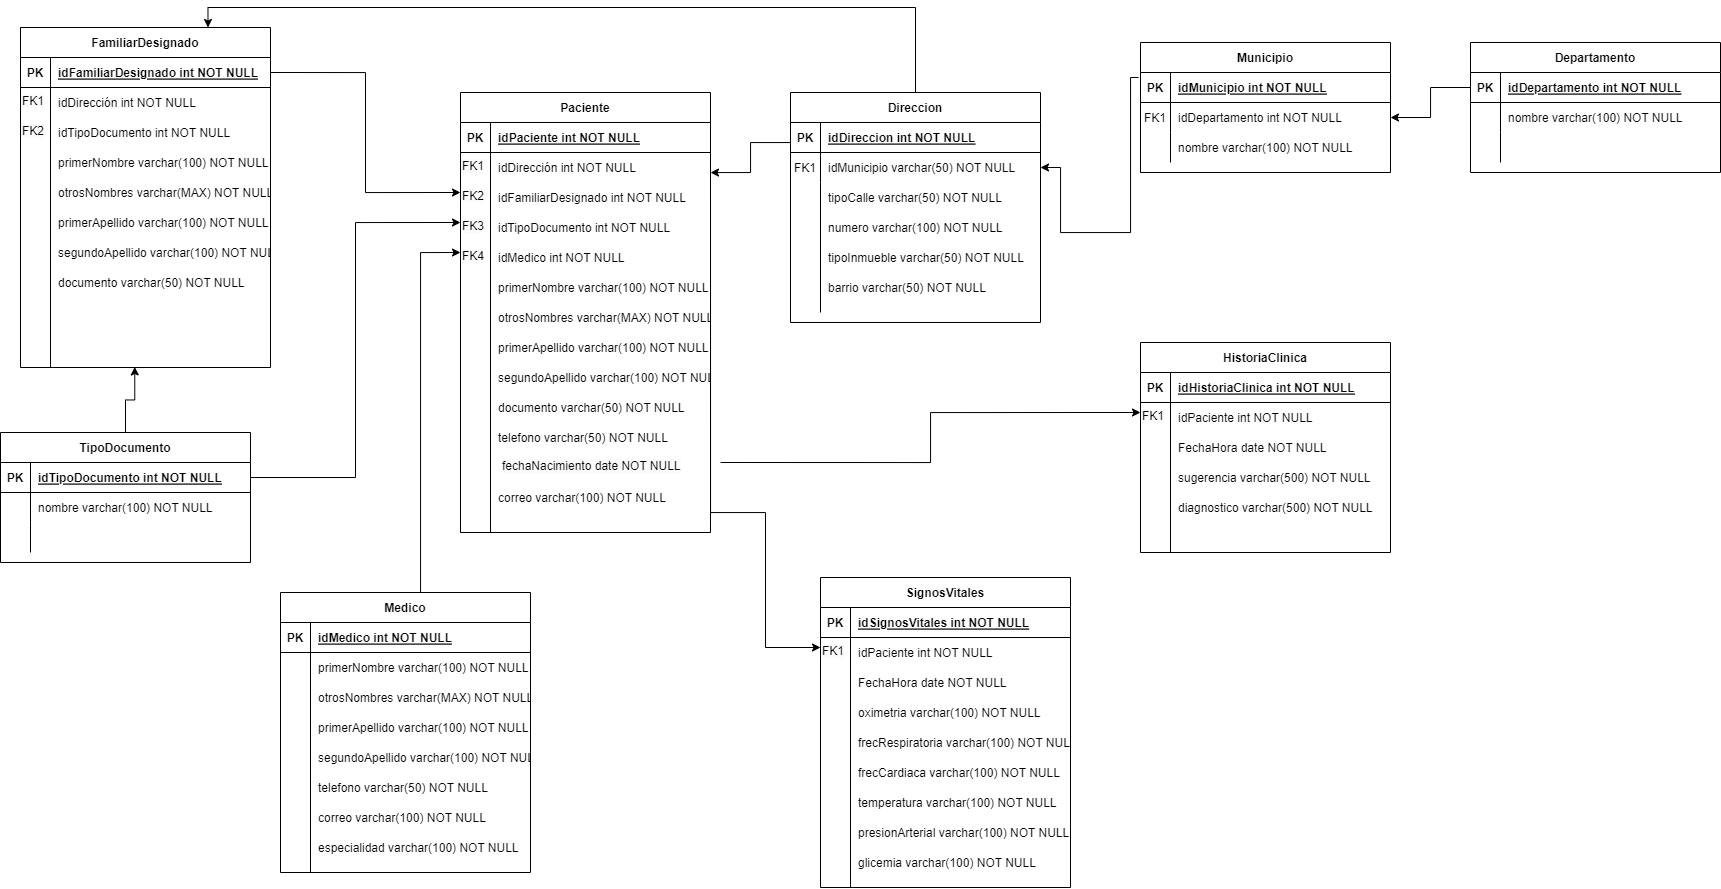 FamiliarDesignado
PK idFamiliarDesignado int NOT NULL
FK1 idDirección int NOT NULL
FK2 idTipoDocumento int NOT NULL
primerNombre varchar(100) NOT NULL
otrosNombres varchar(MAX) NOT NULL
primerApellido varchar(100) NOT NULL
segundoApellido varchar(100) NOT NUL
documento varchar(50) NOT NULL
TipoDocumento
PK idTipoDocumento int NOT NULL
nombre varchar(100) NOT NULL
Paciente
PK idPaciente int NOT NULL
FK1 idDirección int NOT NULL
FK2 idFamiliarDesignado int NOT NULL
FK3 idTipoDocumento int NOT NULL
FK4 idMedico int NOT NULL
primerNombre varchar(100) NOT NULL
otrosNombres varchar(MAX) NOT NULL
primerApellido varchar(100) NOT NULL
segundoApellido varchar(100) NOT NUL
documento varchar(50) NOT NULL
telefono varchar(50) NOT NULL
fechaNacimiento date NOT NULL
correo varchar(100) NOT NULL
Medico
PK idMedico int NOT NULL
primerNombre varchar(100) NOT NULL
otrosNombres varchar(MAX) NOT NULL
primerApellido varchar(100) NOT NULL
segundoApellido varchar(100) NOT NUL
telefono varchar(50) NOT NULL
correo varchar(100) NOT NULL
especialidad varchar(100) NOT NULL
Direccion
PK idDireccion int NOT NULL
FK1 idMunicipio varchar(50) NOT NULL
tipoCalle varchar(50) NOT NULL
numero varchar(100) NOT NULL
tipoInmueble varchar(50) NOT NULL
barrio varchar(50) NOT NULL
Municipio
PK idMunicipio int NOT NULL
FK1 idDepartamento int NOT NULL
nombre varchar(100) NOT NULL
Departamento
PK idDepartamento int NOT NULL
nombre varchar(100) NOT NULL
HistoriaClinica
PK idHistoriaClinica int NOT NULL
FK1 idPaciente int NOT NULL
FechaHora date NOT NULL
sugerencia varchar(500) NOT NULL
diagnostico varchar(500) NOT NULL
SignosVitales
PK idSignosVitales int NOT NULL
FK1 idPaciente int NOT NULL
FechaHora date NOT NULL
oximetria varchar(100) NOT NULL
frecRespiratoria varchar(100) NOT NUL
frecCardiaca varchar(100) NOT NULL
temperatura varchar(100) NOT NULL
presionArterial varchar(100) NOT NULL
glicemia varchar(100) NOT NULL